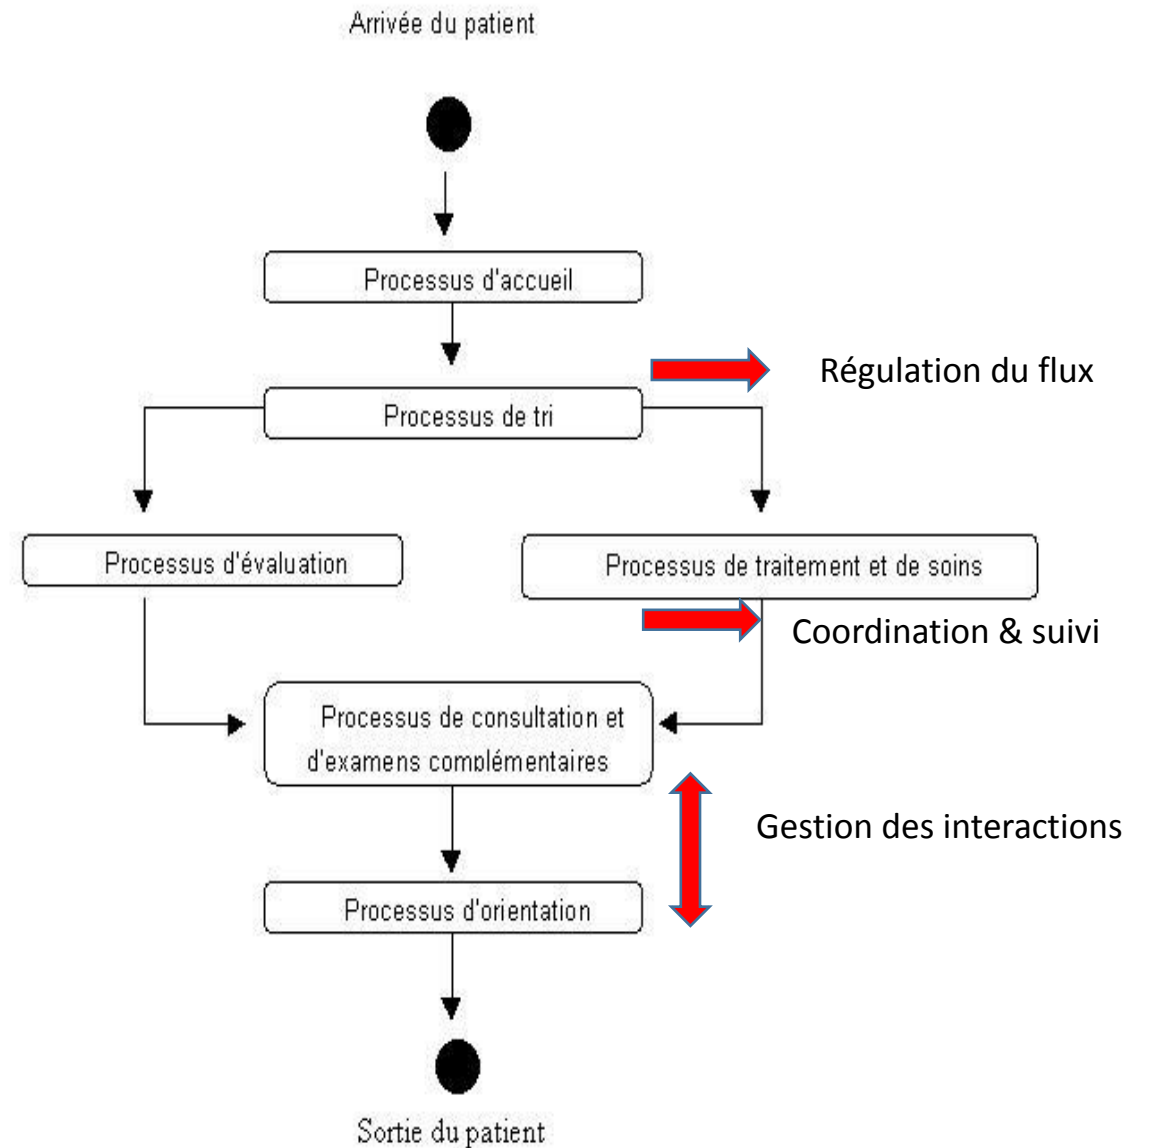 Arrivée du patient
Processus d'accueil
Régulation du flux
Processus de tri
Processus d'évaluation
Processus de traitement et de soins
Coordination & suivi
Processus de consultation et
d'examens complémentaires
Gestion des interactions
Processus d'orientation
Sortie du patient